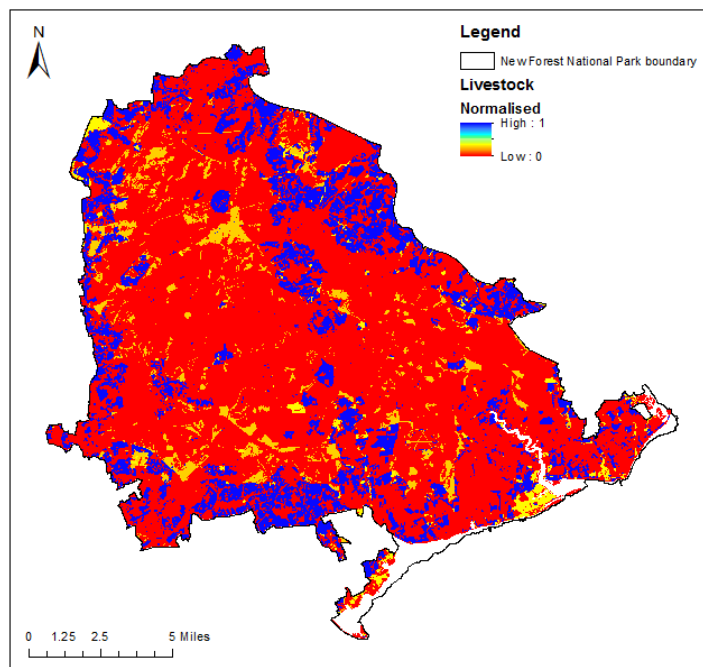 N
Legend
New Forest National Park boundary
Livestock
Normalised
High : 1
Low : 0
0 1.25 2.5 5 Miles